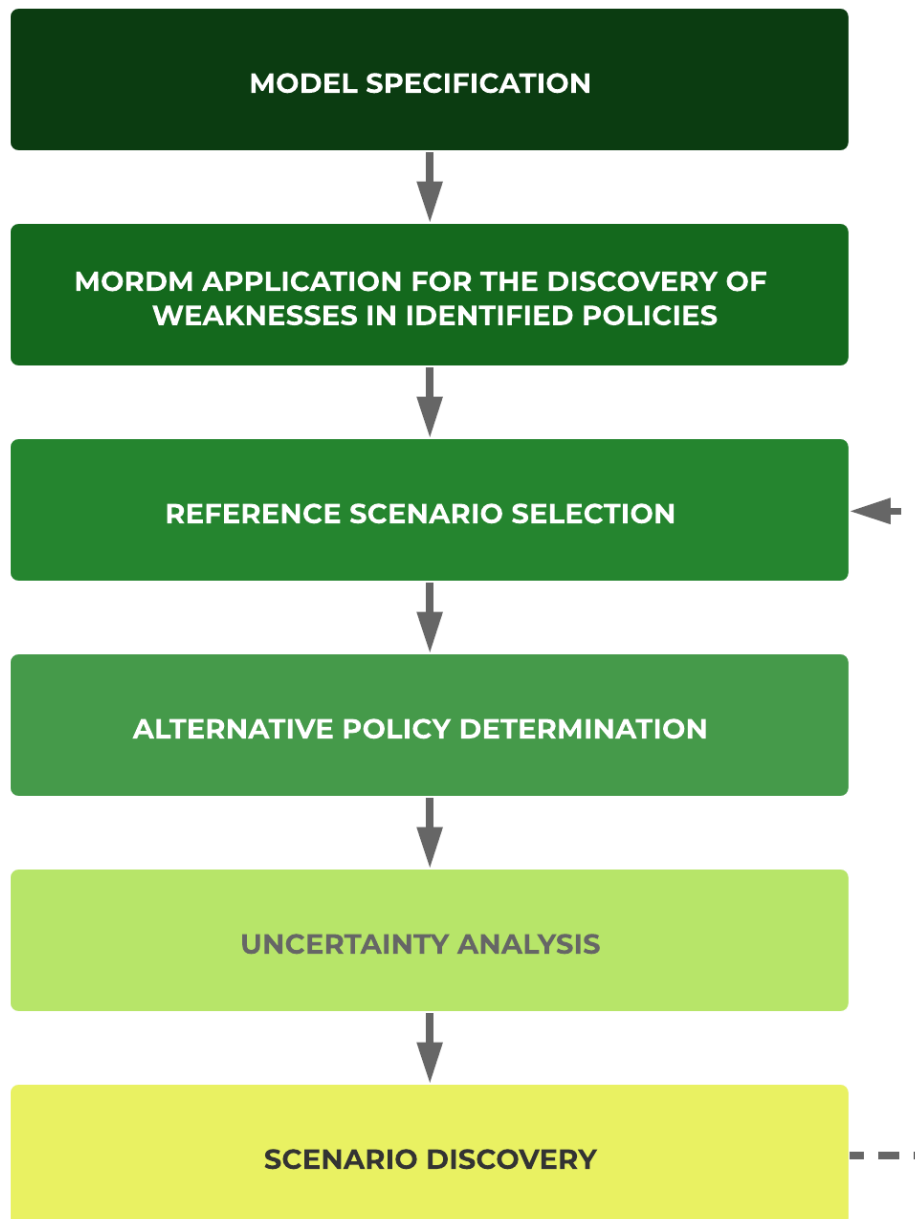 MODEL SPECIFICATION
MORDM APPLICATION FOR THE DISCOVERY OF
WEAKNESSES IN IDENTIFIED POLICIES
REFERENCE SCENARIO SELECTION
ALTERNATIVE POLICY DETERMINATION
UNCERTAINTY ANALYSIS
SCENARIO DISCOVERY